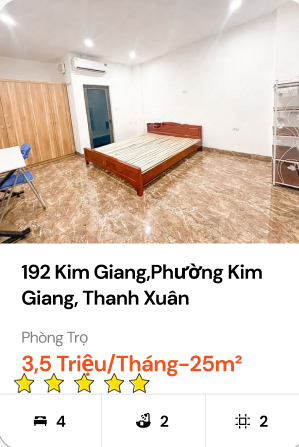 192 Kim Giang,Phường Kim
Giang, Thanh Xuân
Phòng Trọ
3,5 Triệu/Tháng-25m²
4 2 2